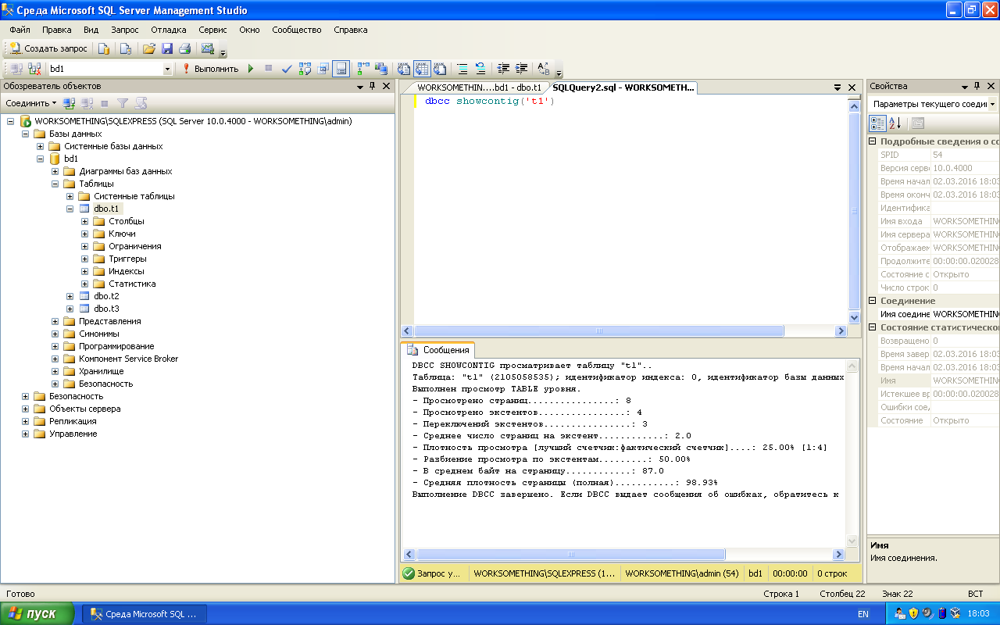 Среда Microsoft SQL Server Management Studio
Файл Правка Вид Запрос Отладка Сервис Окно Сообщество Справка
Создать запрос
bd1 Выполнить
Обозреватель объектов
Соединить
WORKSOMETHING\SQLEXPRESS (SQL Server 10.0.4000 - WORKSOMETHING\admin)
Базы данных
Системные базы данных
bd1
Диаграммы баз данных
Таблицы
Системные таблицы
dbo.t1
Столбцы
Ключи
Ограничения
Триггеры
Индексы
Статистика
dbo.t2
dbo.t3
Представления
Синонимы
Программирование
Компонент Service Broker
Хранилище
Безопасность
Безопасность
Объекты сервера
Репликация
Управление
WORKSOMETHIN....bd1 - dbo.t1 SQLQuery2.sql - WORKSOMETH...
dbcc showcontig('t1')
Сообщения
DBCC SHOWCONTIG просматривает таблицу "t1"..
Таблица: "t1" (2105058535); идентификатор индекса: 0, идентификатор базы данных
Выполнен просмотр TABLE уровня.
- Просмотрено страниц................: 8
- Просмотрено экстентов................: 4
- Переключений экстентов................: 3
- Среднее число страниц на экстент............: 2.0
- Плотность просмотра [лучший счетчик:фактический счетчик]....: 25.00% [1:4]
- Разбиение просмотра по экстентам.........: 50.00%
- В среднем байт на страницу............: 87.0
- Средняя плотность страницы (полная)...........: 98.93%
Выполнение DBCC завершено. Если DBCC выдает сообщения об ошибках, обратитесь к
Запрос у... WORKSOMETHING\SQLEXPRESS (1... WORKSOMETHING\admin (54) bd1 00:00:00 0 строк
Свойства
Параметры текущего соеди
Подробные сведения о со
SPID 54
Версия серве 10.0.4000
Время начал 02.03.2016 18:03
Время оконч 02.03.2016 18:03
Идентифика
Имя входа WORKSOMETHING
Имя сервера WORKSOMETHING
Отображаем WORKSOMETHING
Продолжите 00:00:00.020028
Состояние с Открыто
Число строк 0
Соединение
Имя соедине WORKSOMETHING
Состояние статистическо
Возвращено 0
Время завер 02.03.2016 18:03
Время начал 02.03.2016 18:03
Имя WORKSOMETHING
Истекшее вр 00:00:00.020028
Ошибки сое,
Состояние Открыто
Имя
Имя соединения.
Готово Строка 1 Столбец 22 Знак 22 ВСТ
пуск Среда Microsoft SQL ... EN 18:03